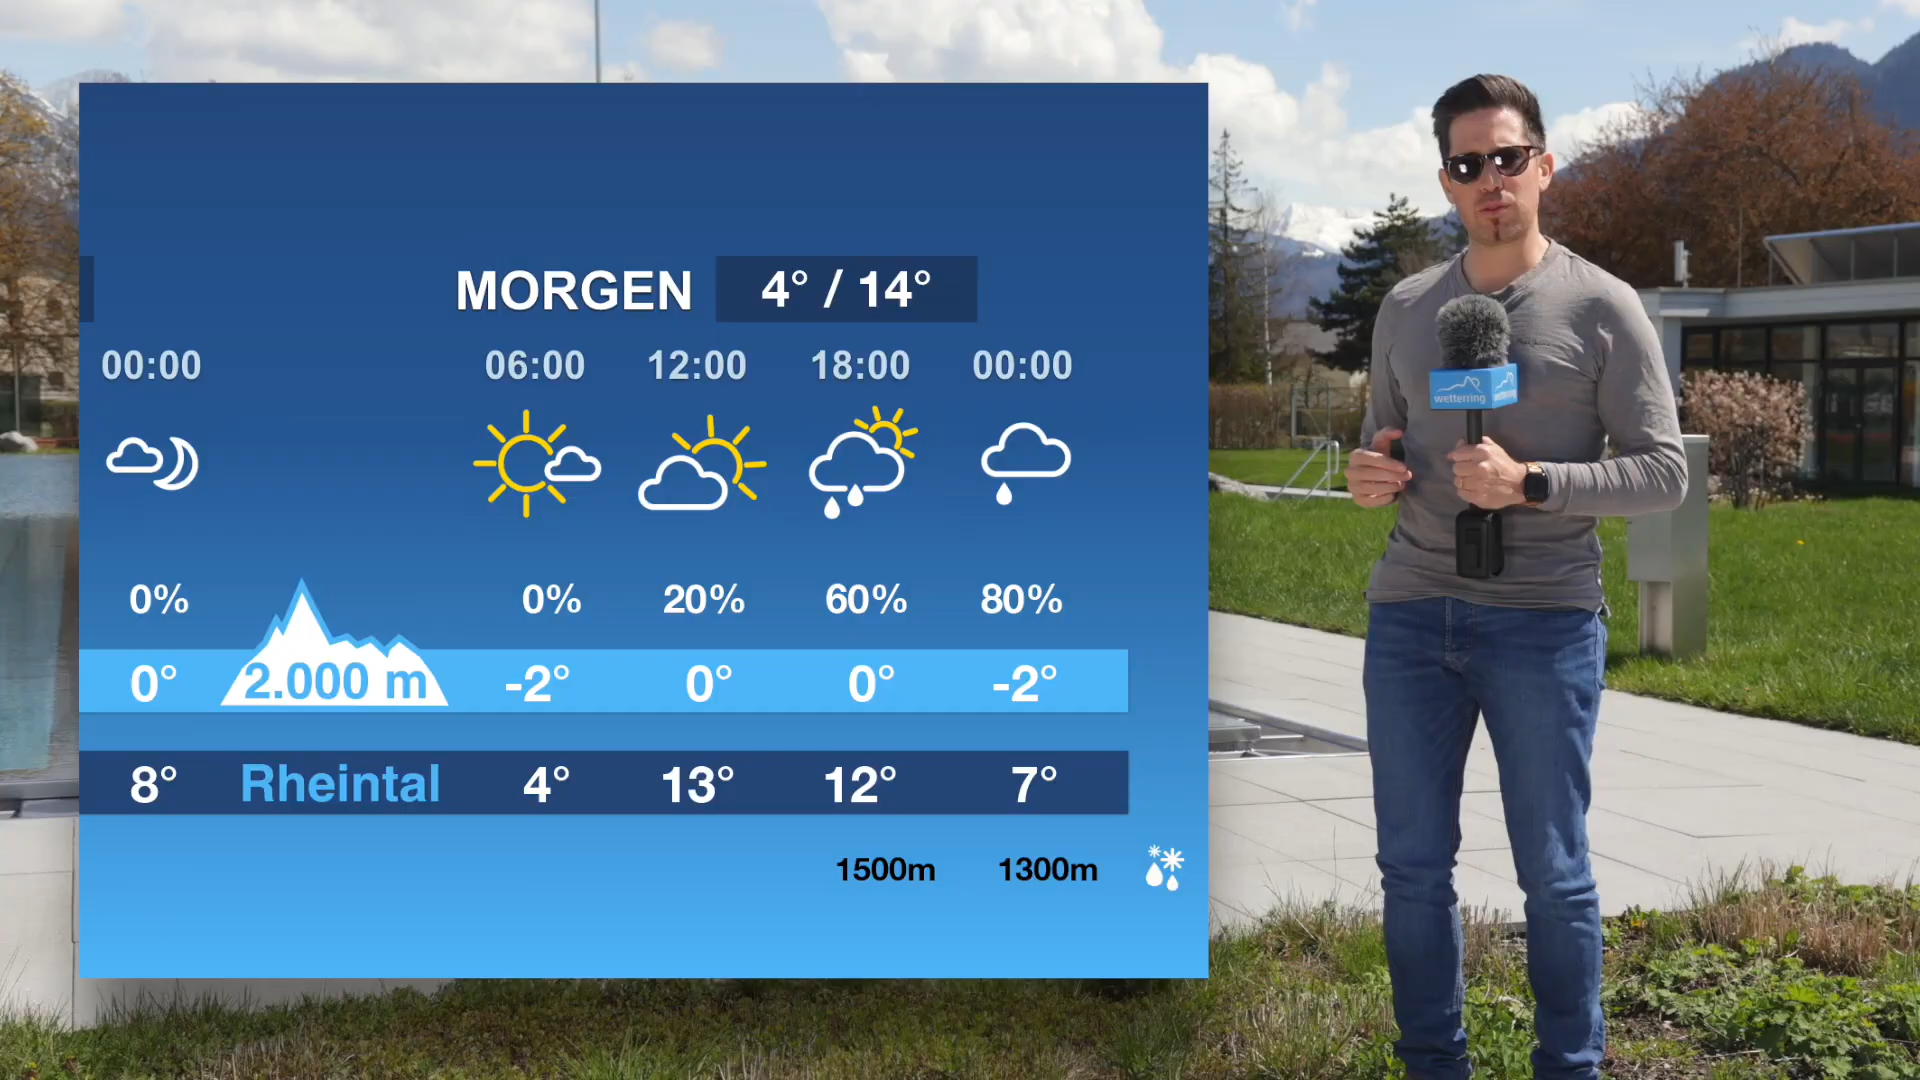 MORGEN 4° / 14°
00:00 06:00 12:00 18:00 00:00
0% 0% 20% 60% 80%
0° 2.000 m -2° 0° 0° -2°
8° Rheintal 4° 13° 12° 7°
1500m 1300m
wetterring